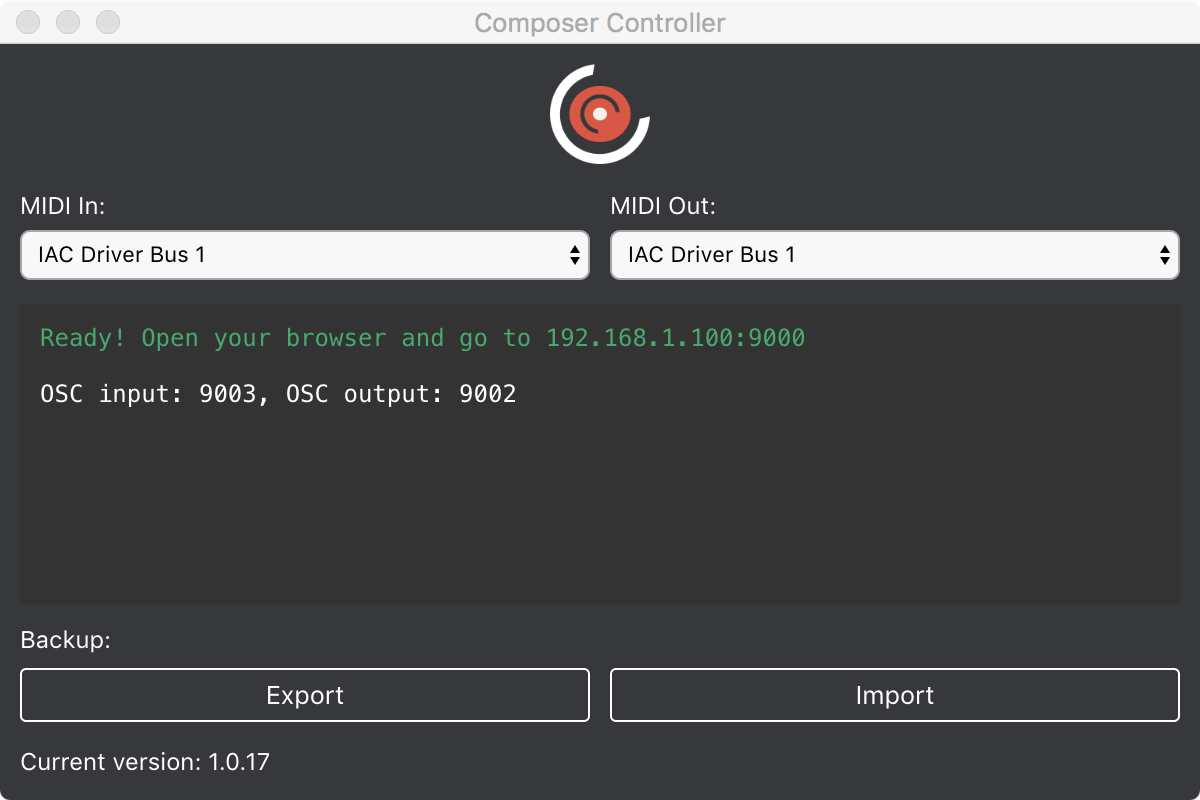 Composer Controller
MIDI In:
MIDI Out:
IAC Driver Bus 1
IAC Driver Bus 1
Ready! Open your browser and go to 192.168.1.100:9000
OSC input: 9003, OSC output: 9002
Backup:
Export
Import
Current version: 1.0.17